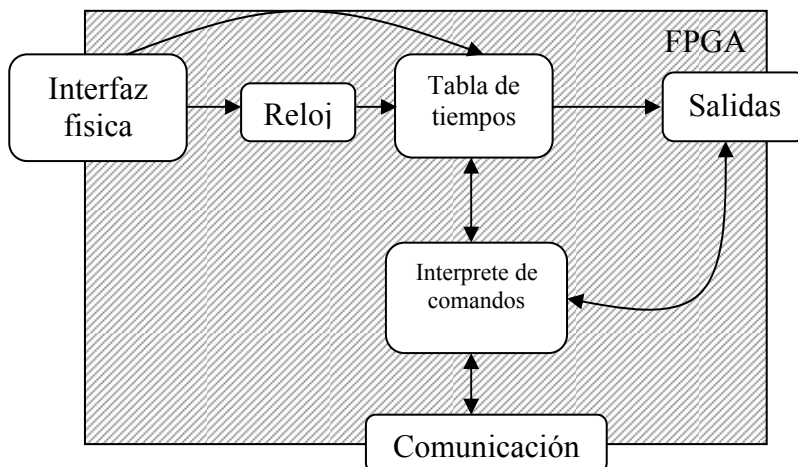 FPGA
Interfaz
fisica
Reloj
Tabla de
tiempos
Salidas
Interprete de
comandos
Comunicación